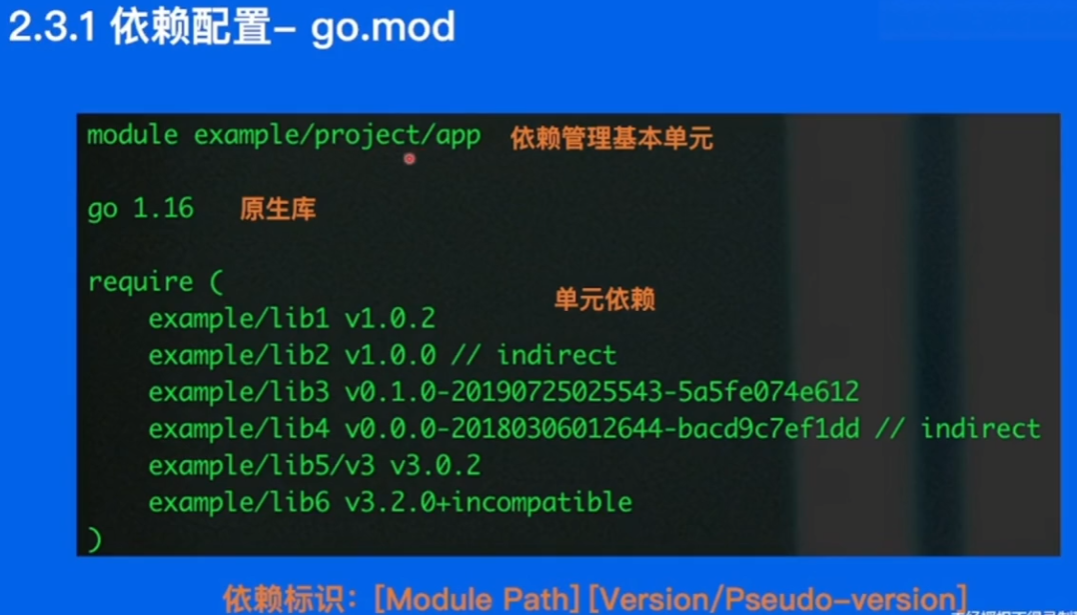 2.3.1 依赖配置- go.mod
module example/project/app 依赖管理基本单元
go 1.16 原生库
require (
单元依赖
example/lib1 v1.0.2
example/lib2 v1.0.0 // indirect
example/lib3 v0.1.0-20190725025543-5a5fe074e612
example/lib4 v0.0.0-20180306012644-bacd9c7ef1dd // indirect
example/lib5/v3 v3.0.2
example/lib6 v3.2.0+incompatible
)
依赖标识：[Module Path][Version/Pseudo-version]